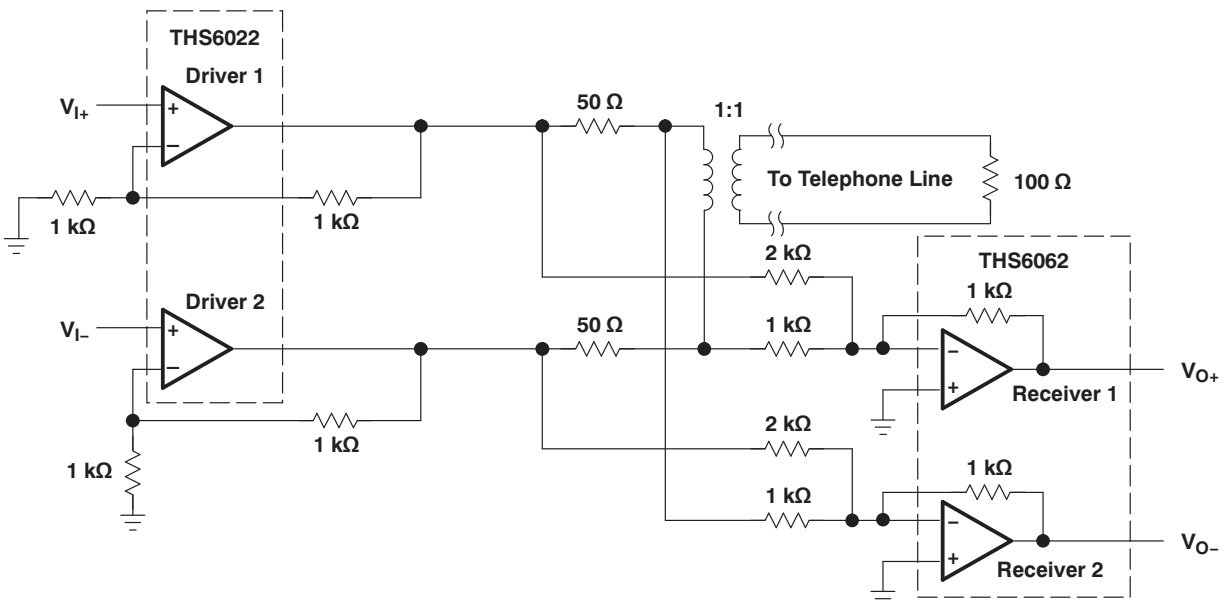 THS6022
Driver 1
V_I+
1 kΩ
1 kΩ
50 Ω
1:1
To Telephone Line
100 Ω
Driver 2
V_I−
1 kΩ
1 kΩ
50 Ω
2 kΩ
1 kΩ
THS6062
1 kΩ
Receiver 1
V_O+
2 kΩ
1 kΩ
1 kΩ
Receiver 2
V_O−
+
−
+
−
−
+
−
+